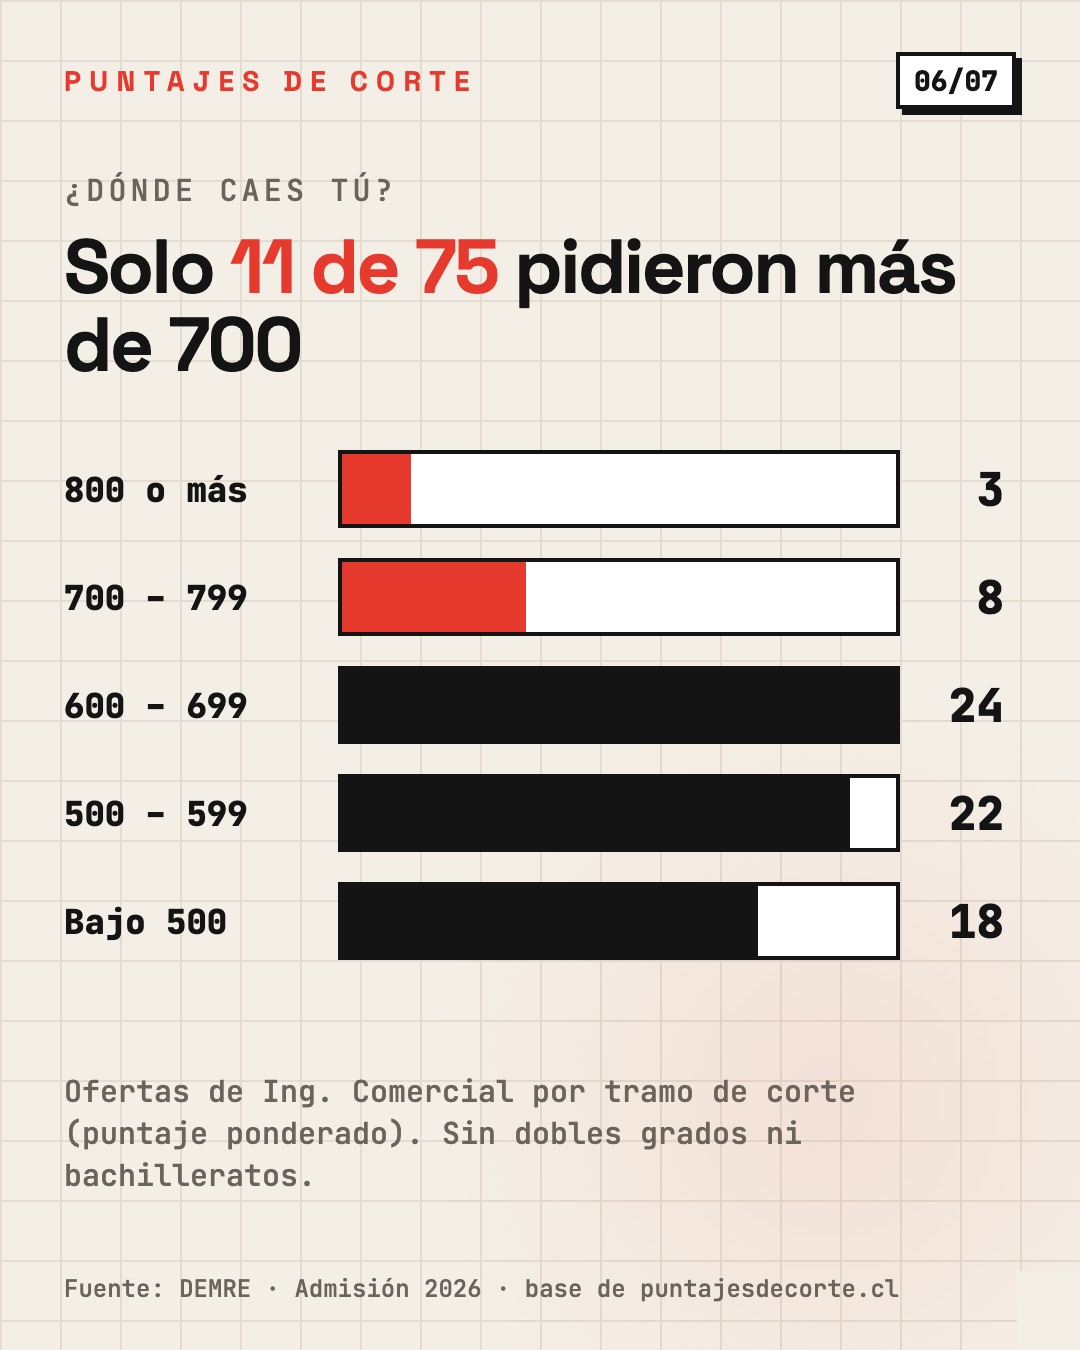 PUNTAJES DE CORTE
06/07
¿DÓNDE CAES TÚ?
Solo 11 de 75 pidieron más
de 700
800 o más 3
700 – 799 8
600 – 699 24
500 – 599 22
Bajo 500 18
Ofertas de Ing. Comercial por tramo de corte
(puntaje ponderado). Sin dobles grados ni
bachilleratos.
Fuente: DEMRE · Admisión 2026 · base de puntajesdecorte.cl